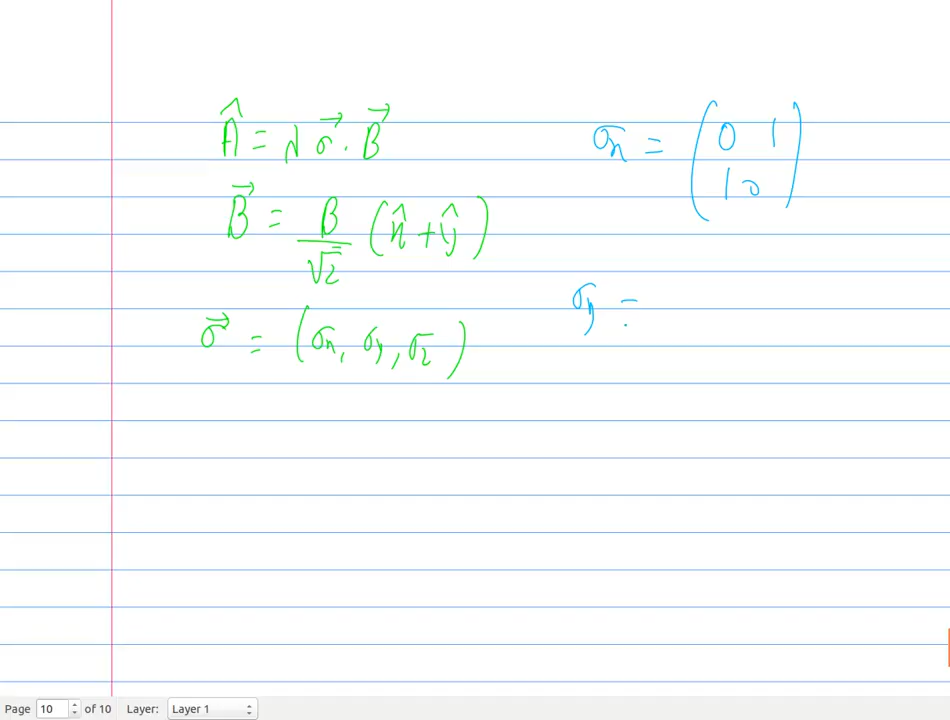 Â = λ σ⃗ · B⃗
B⃗ = B/√2 (x̂ + ŷ)
σ⃗ = (σx, σy, σz)
σx = (0 1
1 0)
σy =
Page 10 of 10 Layer: Layer 1